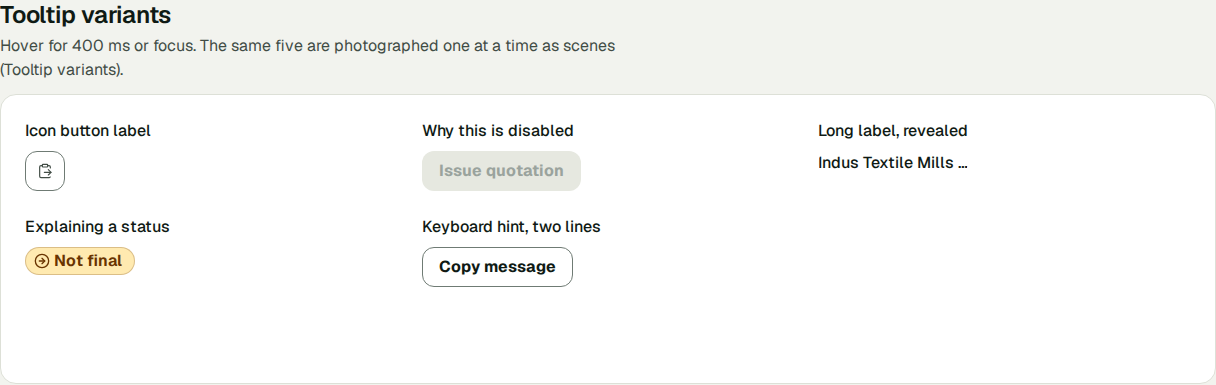 Tooltip variants
Hover for 400 ms or focus. The same five are photographed one at a time as scenes
(Tooltip variants).
Icon button label
Why this is disabled
Issue quotation
Long label, revealed
Indus Textile Mills ...
Explaining a status
Not final
Keyboard hint, two lines
Copy message